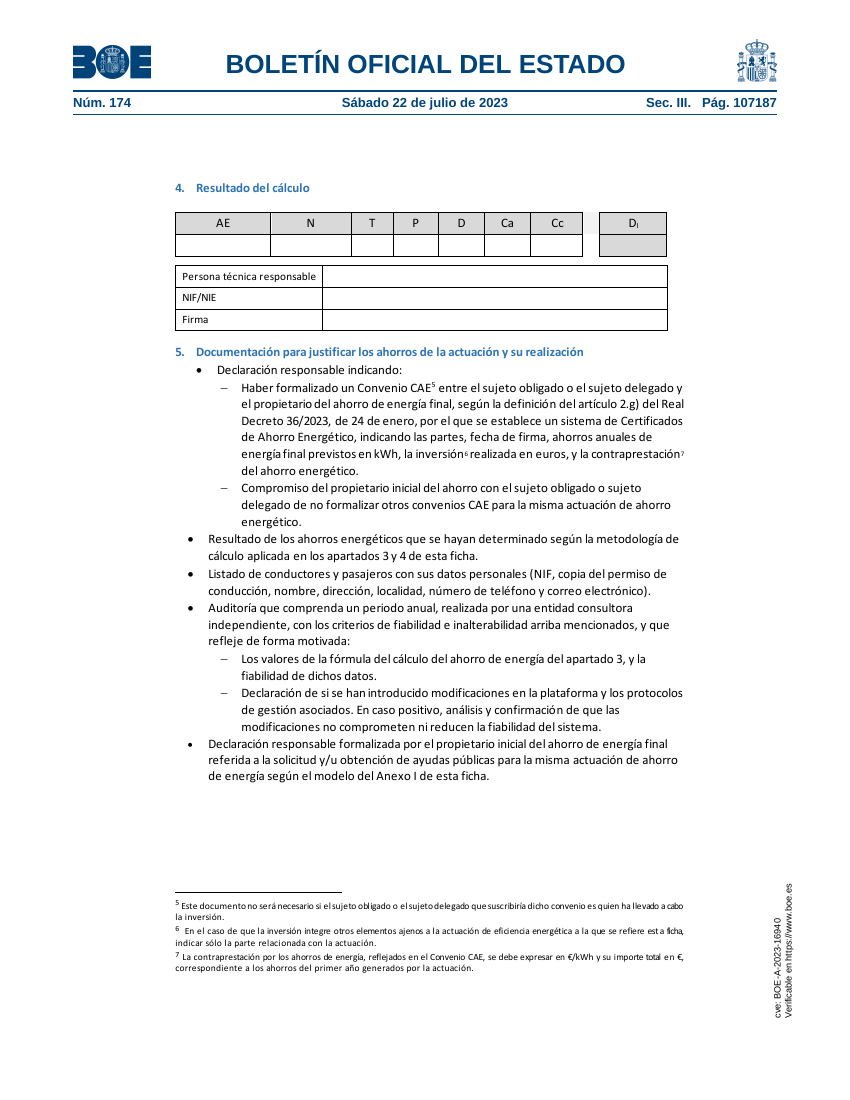 BOE
BOLETÍN OFICIAL DEL ESTADO
Núm. 174 Sábado 22 de julio de 2023 Sec. III. Pág. 107187
4. Resultado del cálculo
AE N T P D Ca Cc Di
Persona técnica responsable
NIF/NIE
Firma
5. Documentación para justificar los ahorros de la actuación y su realización
• Declaración responsable indicando:
– Haber formalizado un Convenio CAE5 entre el sujeto obligado o el sujeto delegado y
el propietario del ahorro de energía final, según la definición del artículo 2.g) del Real
Decreto 36/2023, de 24 de enero, por el que se establece un sistema de Certificados
de Ahorro Energético, indicando las partes, fecha de firma, ahorros anuales de
energía final previstos en kWh, la inversión6 realizada en euros, y la contraprestación7
del ahorro energético.
– Compromiso del propietario inicial del ahorro con el sujeto obligado o sujeto
delegado de no formalizar otros convenios CAE para la misma actuación de ahorro
energético.
• Resultado de los ahorros energéticos que se hayan determinado según la metodología de
cálculo aplicada en los apartados 3 y 4 de esta ficha.
• Listado de conductores y pasajeros con sus datos personales (NIF, copia del permiso de
conducción, nombre, dirección, localidad, número de teléfono y correo electrónico).
• Auditoría que comprenda un periodo anual, realizada por una entidad consultora
independiente, con los criterios de fiabilidad e inalterabilidad arriba mencionados, y que
refleje de forma motivada:
– Los valores de la fórmula del cálculo del ahorro de energía del apartado 3, y la
fiabilidad de dichos datos.
– Declaración de si se han introducido modificaciones en la plataforma y los protocolos
de gestión asociados. En caso positivo, análisis y confirmación de que las
modificaciones no comprometen ni reducen la fiabilidad del sistema.
• Declaración responsable formalizada por el propietario inicial del ahorro de energía final
referida a la solicitud y/u obtención de ayudas públicas para la misma actuación de ahorro
de energía según el modelo del Anexo I de esta ficha.
5 Este documento no será necesario si el sujeto obligado o el sujeto delegado que suscribiría dicho convenio es quien ha llevado a cabo
la inversión.
6 En el caso de que la inversión integre otros elementos ajenos a la actuación de eficiencia energética a la que se refiere esta ficha,
indicar sólo la parte relacionada con la actuación.
7 La contraprestación por los ahorros de energía, reflejados en el Convenio CAE, se debe expresar en €/kWh y su importe total en €,
correspondiente a los ahorros del primer año generados por la actuación.
cve: BOE-A-2023-16940
Verificable en https://www.boe.es